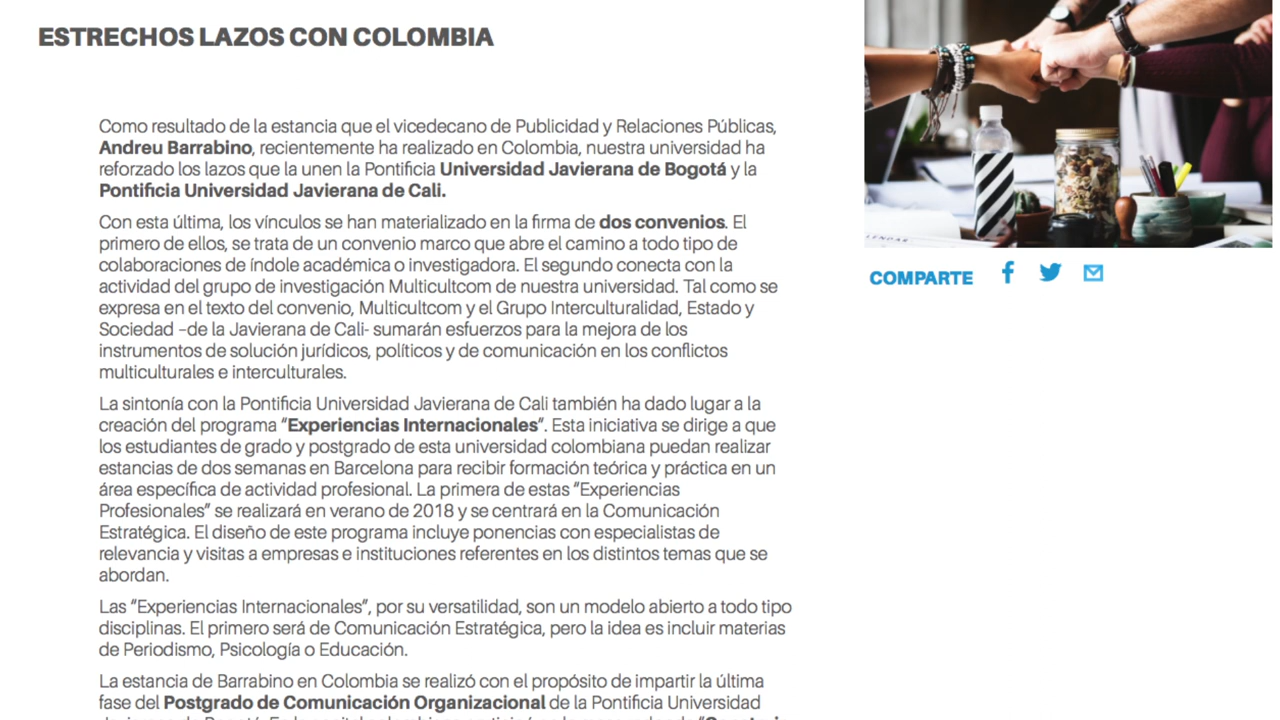 ESTRECHOS LAZOS CON COLOMBIA
Como resultado de la estancia que el vicedecano de Publicidad y Relaciones Públicas,
Andreu Barrabino, recientemente ha realizado en Colombia, nuestra universidad ha
reforzado los lazos que la unen la Pontificia Universidad Javierana de Bogotá y la
Pontificia Universidad Javierana de Cali.
Con esta última, los vínculos se han materializado en la firma de dos convenios. El
primero de ellos, se trata de un convenio marco que abre el camino a todo tipo de
colaboraciones de índole académica o investigadora. El segundo conecta con la
actividad del grupo de investigación Multicultcom de nuestra universidad. Tal como se
expresa en el texto del convenio, Multicultcom y el Grupo Interculturalidad, Estado y
Sociedad –de la Javierana de Cali- sumarán esfuerzos para la mejora de los
instrumentos de solución jurídicos, políticos y de comunicación en los conflictos
multiculturales e interculturales.
La sintonía con la Pontificia Universidad Javierana de Cali también ha dado lugar a la
creación del programa “Experiencias Internacionales”. Esta iniciativa se dirige a que
los estudiantes de grado y postgrado de esta universidad colombiana puedan realizar
estancias de dos semanas en Barcelona para recibir formación teórica y práctica en un
área específica de actividad profesional. La primera de estas “Experiencias
Profesionales” se realizará en verano de 2018 y se centrará en la Comunicación
Estratégica. El diseño de este programa incluye ponencias con especialistas de
relevancia y visitas a empresas e instituciones referentes en los distintos temas que se
abordan.
Las “Experiencias Internacionales”, por su versatilidad, son un modelo abierto a todo tipo
disciplinas. El primero será de Comunicación Estratégica, pero la idea es incluir materias
de Periodismo, Psicología o Educación.
La estancia de Barrabino en Colombia se realizó con el propósito de impartir la última
fase del Postgrado de Comunicación Organizacional de la Pontificia Universidad
COMPARTE